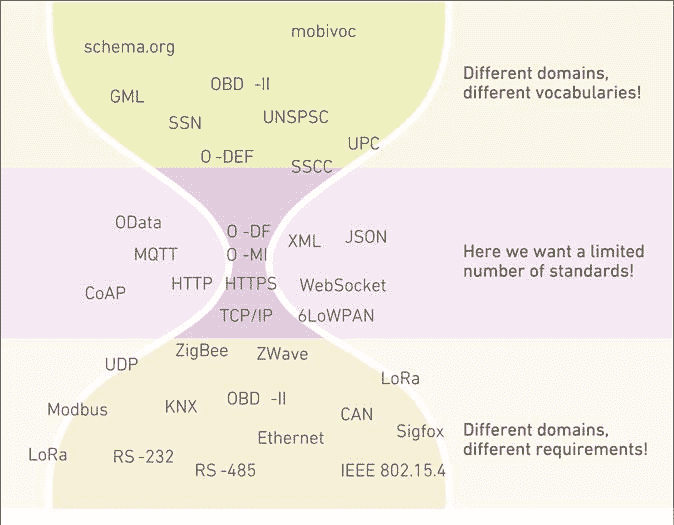 mobivoc
schema.org
OBD -II
GML
UNSPSC
SSN
UPC
O -DEF
SSCC
Different domains,
different vocabularies!
OData
O -DF
JSON
XML
MQTT
O -MI
HTTP
HTTPS
WebSocket
CoAP
TCP/IP
6LoWPAN
Here we want a limited
number of standards!
ZigBee
ZWave
UDP
LoRa
OBD -II
Modbus
KNX
CAN
Sigfox
Ethernet
LoRa
RS -232
RS -485
IEEE 802.15.4
Different domains,
different requirements!